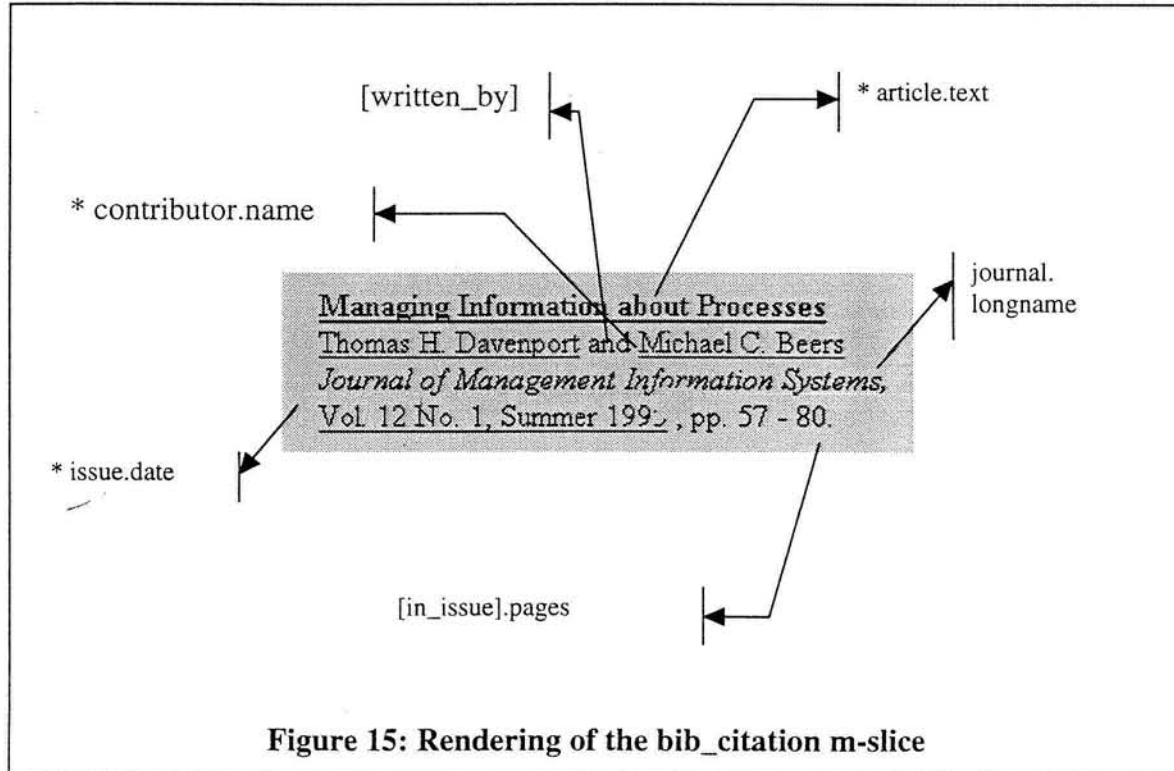 [written_by]
* article.text
* contributor.name
journal.
longname
Managing Information about Processes
Thomas H. Davenport and Michael C. Beers
Journal of Management Information Systems,
Vol. 12 No. 1, Summer , pp. 57 - 80.
* issue.date
[in_issue].pages
Figure 15: Rendering of the bib_citation m-slice